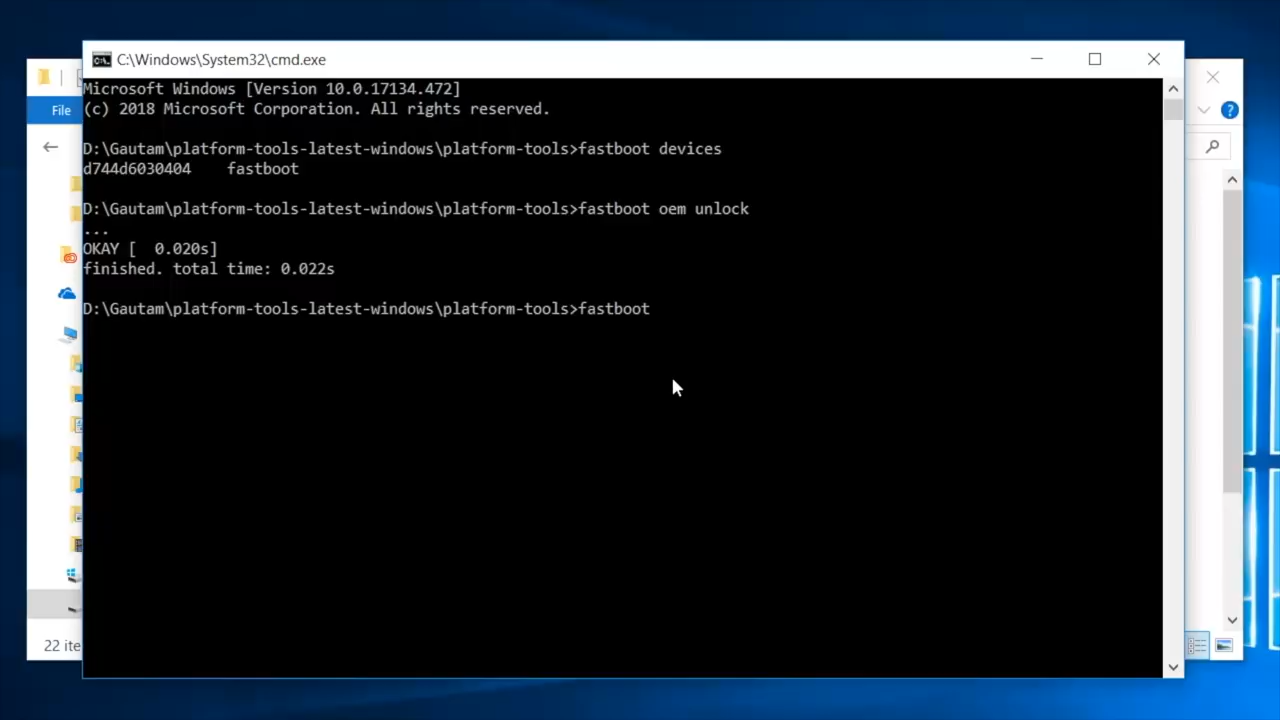 C:\Windows\System32\cmd.exe
File
Microsoft Windows [Version 10.0.17134.472]
(c) 2018 Microsoft Corporation. All rights reserved.
D:\Gautam\platform-tools-latest-windows\platform-tools>fastboot devices
d744d6030404    fastboot
D:\Gautam\platform-tools-latest-windows\platform-tools>fastboot oem unlock
...
OKAY [  0.020s]
finished. total time: 0.022s
D:\Gautam\platform-tools-latest-windows\platform-tools>fastboot
22 ite